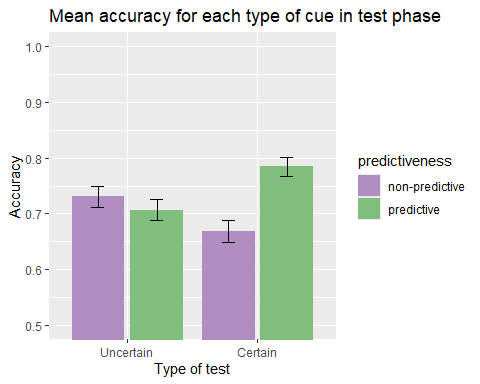 Mean accuracy for each type of cue in test phase
1.0
0.9
0.8
0.7
0.6
0.5
Accuracy
Uncertain
Certain
Type of test
predictiveness
non-predictive
predictive